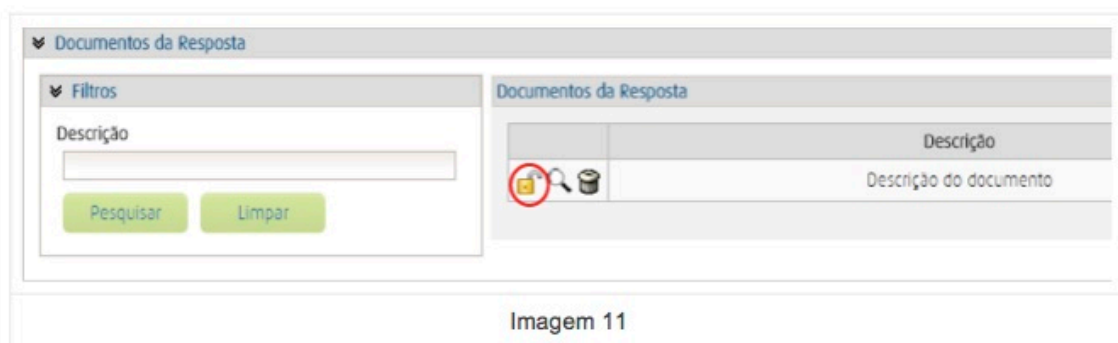 Documentos da Resposta
Filtros
Descrição
Pesquisar Limpar
Documentos da Resposta
Descrição
Descrição do documento
Imagem 11